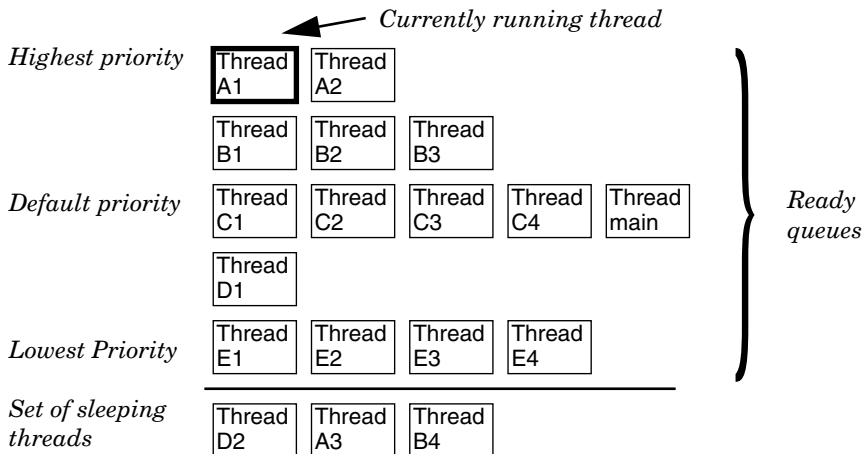 Currently running thread
Highest priority
Thread A1
Thread A2
Thread B1
Thread B2
Thread B3
Default priority
Thread C1
Thread C2
Thread C3
Thread C4
Thread main
Ready queues
Thread D1
Lowest Priority
Thread E1
Thread E2
Thread E3
Thread E4
Set of sleeping threads
Thread D2
Thread A3
Thread B4